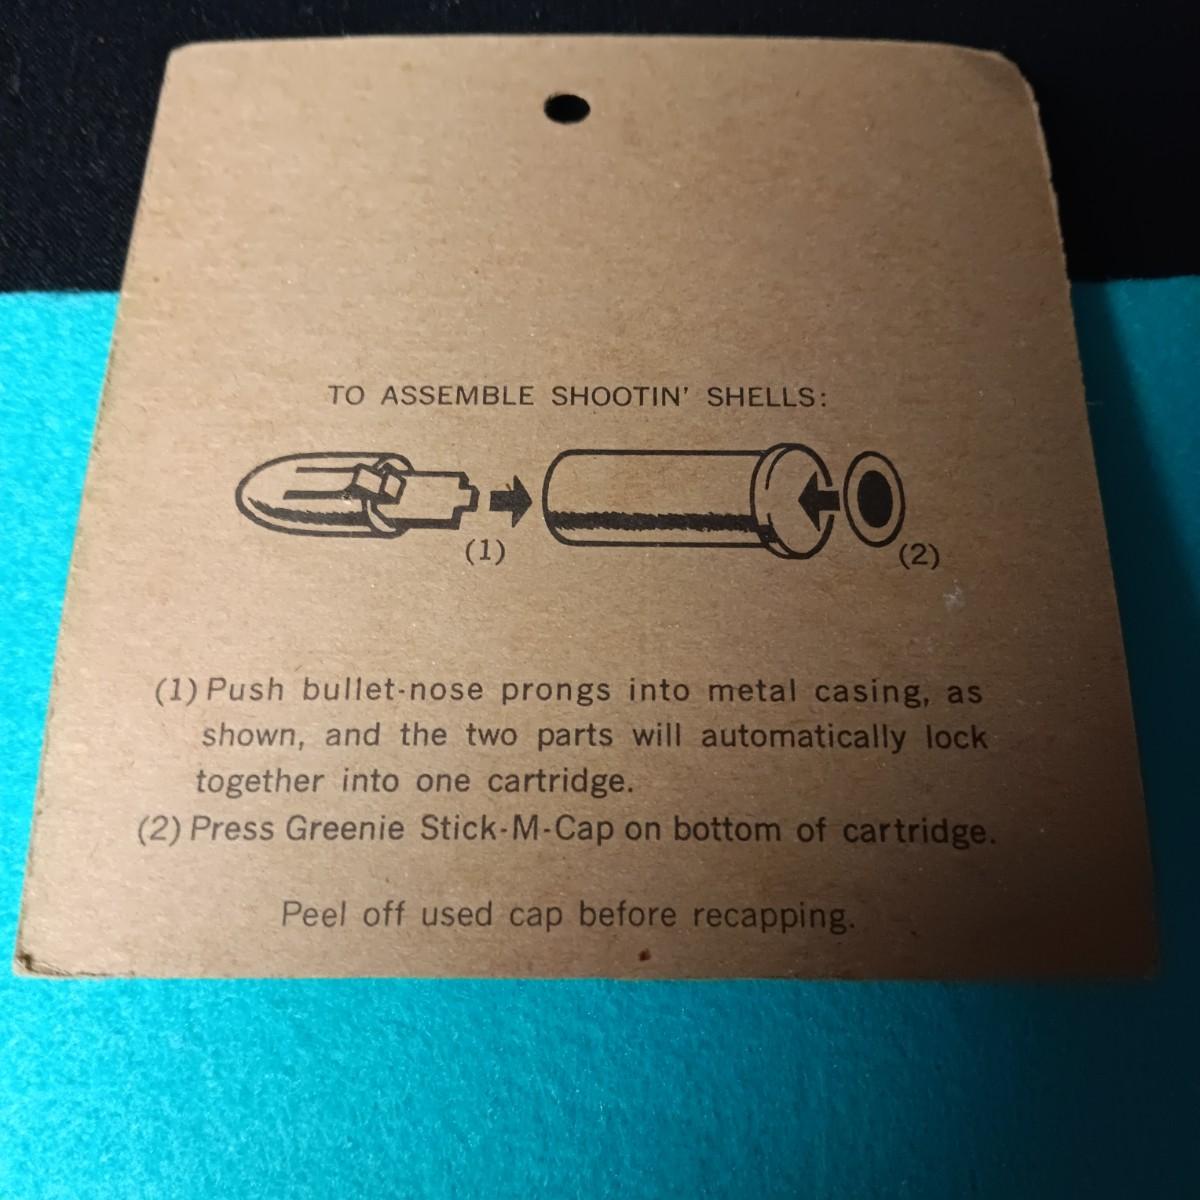 TO ASSEMBLE SHOOTIN' SHELLS:
(1)
(2)
(1) Push bullet-nose prongs into metal casing, as
shown, and the two parts will automatically lock
together into one cartridge.
(2) Press Greenie Stick-M-Cap on bottom of cartridge.
Peel off used cap before recapping.